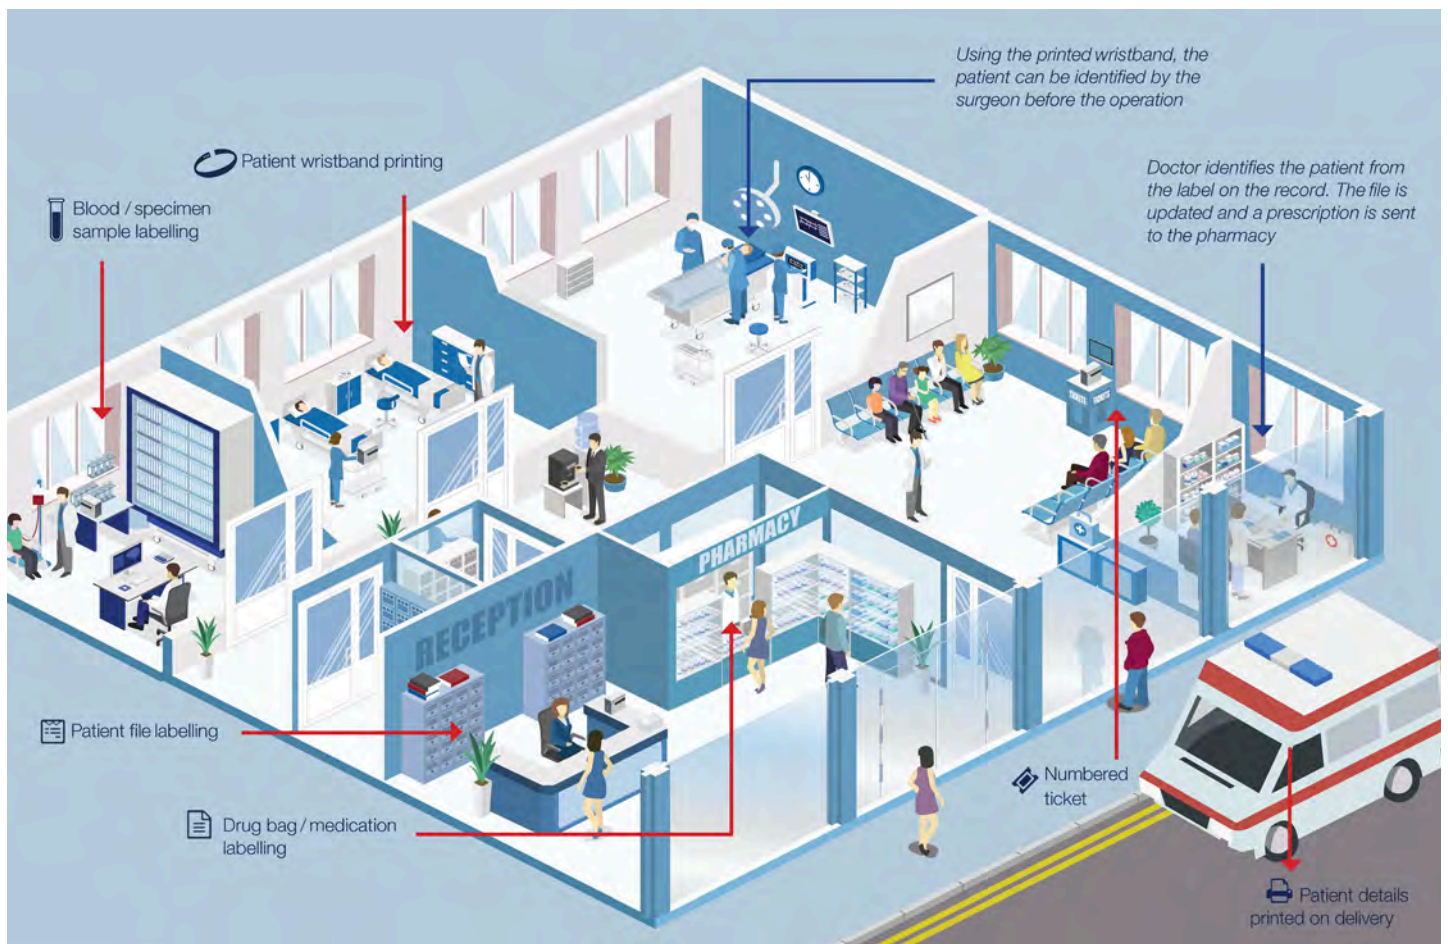 Using the printed wristband, the
patient can be identified by the
surgeon before the operation
Patient wristband printing
Doctor identifies the patient from
the label on the record. The file is
updated and a prescription is sent
to the pharmacy
Blood / specimen
sample labelling
TICKETS TICKETS
PHARMACY
RECEPTION
Patient file labelling
Numbered
ticket
Drug bag / medication
labelling
Patient details
printed on delivery